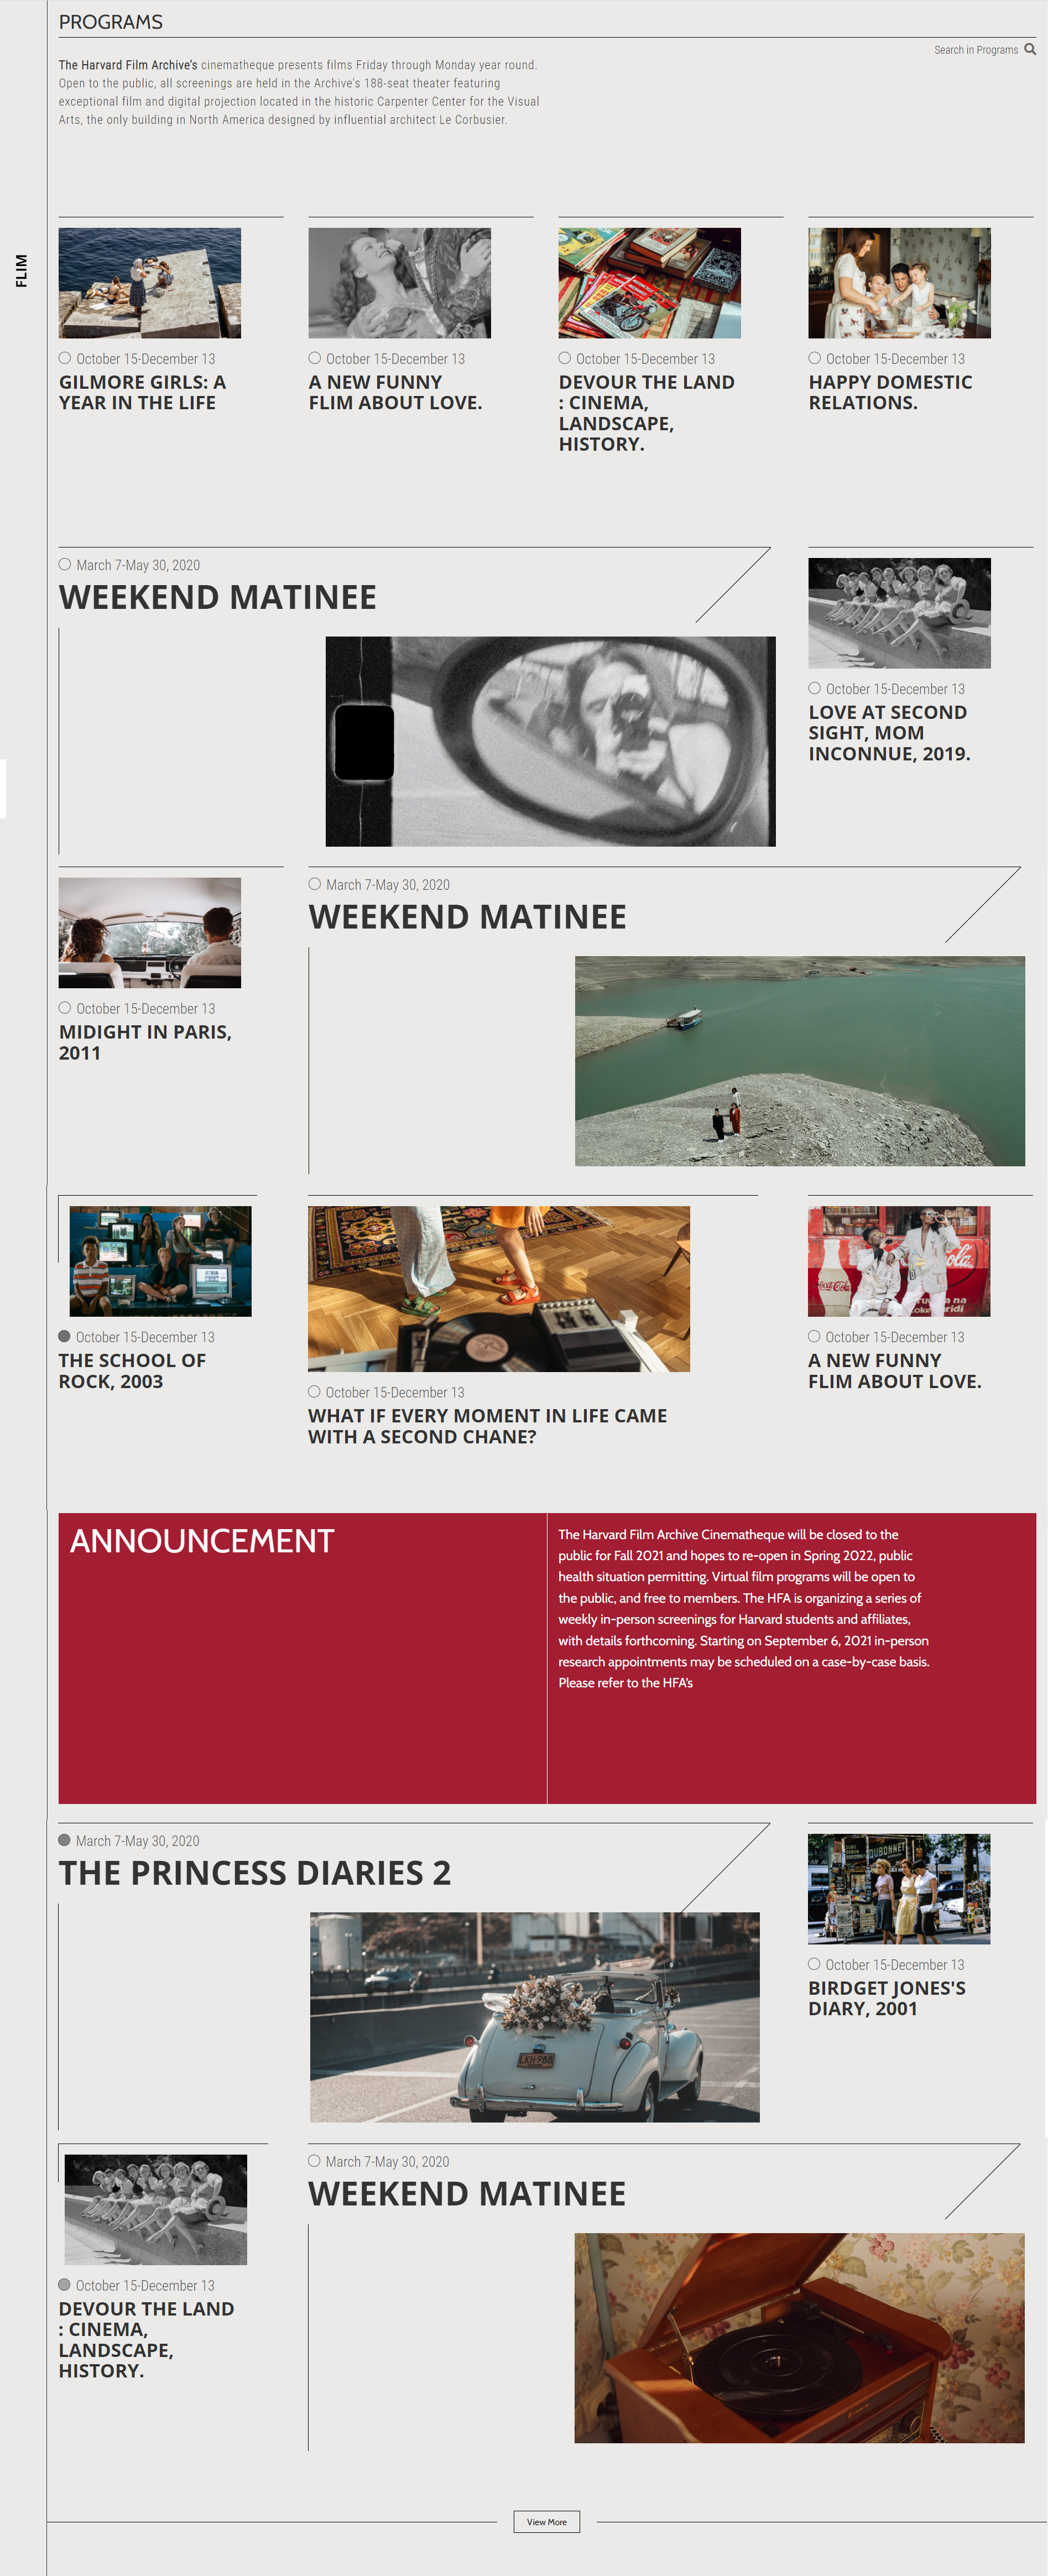 PROGRAMS
Search in Programs
The Harvard Film Archive's cinematheque presents films Friday through Monday year round.
Open to the public, all screenings are held in the Archive's 188-seat theater featuring
exceptional film and digital projection located in the historic Carpenter Center for the Visual
Arts, the only building in North America designed by influential architect Le Corbusier.
FLIM
October 15-December 13
GILMORE GIRLS: A
YEAR IN THE LIFE
October 15-December 13
A NEW FUNNY
FLIM ABOUT LOVE.
October 15-December 13
DEVOUR THE LAND
: CINEMA,
LANDSCAPE,
HISTORY.
October 15-December 13
HAPPY DOMESTIC
RELATIONS.
March 7-May 30, 2020
WEEKEND MATINEE
October 15-December 13
LOVE AT SECOND
SIGHT, MOM
INCONNUE, 2019.
October 15-December 13
MIDIGHT IN PARIS,
2011
March 7-May 30, 2020
WEEKEND MATINEE
October 15-December 13
THE SCHOOL OF
ROCK, 2003
October 15-December 13
WHAT IF EVERY MOMENT IN LIFE CAME
WITH A SECOND CHANE?
Coca-Cola
Cola
October 15-December 13
A NEW FUNNY
FLIM ABOUT LOVE.
ANNOUNCEMENT
The Harvard Film Archive Cinematheque will be closed to the
public for Fall 2021 and hopes to re-open in Spring 2022, public
health situation permitting. Virtual film programs will be open to
the public, and free to members. The HFA is organizing a series of
weekly in-person screenings for Harvard students and affiliates,
with details forthcoming. Starting on September 6, 2021 in-person
research appointments may be scheduled on a case-by-case basis.
Please refer to the HFA's
March 7-May 30, 2020
THE PRINCESS DIARIES 2
LKH-988
October 15-December 13
BIRDGET JONES'S
DIARY, 2001
October 15-December 13
DEVOUR THE LAND
: CINEMA,
LANDSCAPE,
HISTORY.
March 7-May 30, 2020
WEEKEND MATINEE
View More